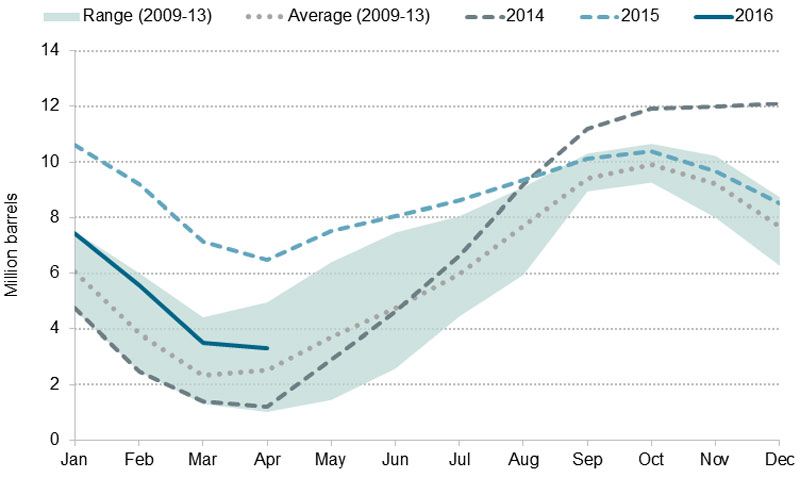 Range (2009-13) Average (2009-13) 2014 2015 2016
14
12
10
8
6
4
2
0
Million barrels
Jan Feb Mar Apr May Jun Jul Aug Sep Oct Nov Dec